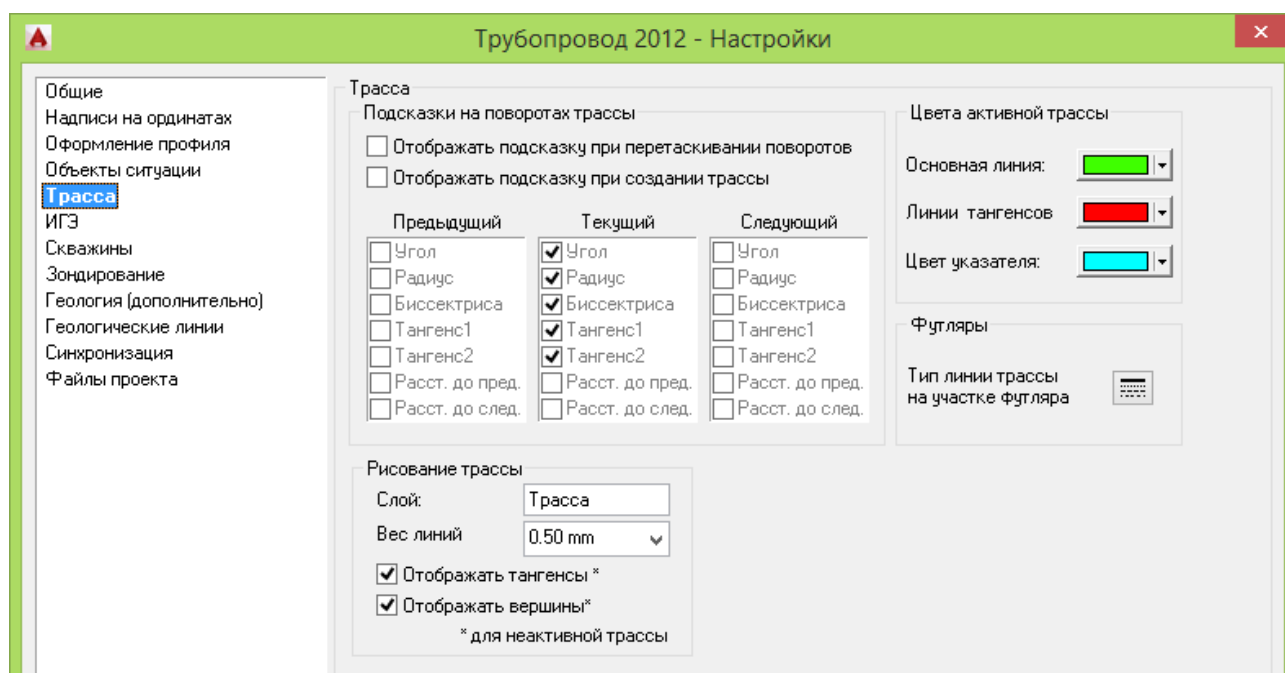 Трубопровод 2012 - Настройки
Общие
Надписи на ординатах
Оформление профиля
Объекты ситуации
Трасса
ИГЭ
Скважины
Зондирование
Геология (дополнительно)
Геологические линии
Синхронизация
Файлы проекта
Трасса
Подсказки на поворотах трассы
Отображать подсказку при перетаскивании поворотов
Отображать подсказку при создании трассы
Предыдущий
Угол
Радиус
Биссектриса
Тангенс1
Тангенс2
Расст. до пред.
Расст. до след.
Текущий
Угол
Радиус
Биссектриса
Тангенс1
Тангенс2
Расст. до пред.
Расст. до след.
Следующий
Угол
Радиус
Биссектриса
Тангенс1
Тангенс2
Расст. до пред.
Расст. до след.
Цвета активной трассы
Основная линия:
Линии тангенсов
Цвет указателя:
Футляры
Тип линии трассы
на участке футляра
Рисование трассы
Слой: Трасса
Вес линий 0.50 mm
Отображать тангенсы *
Отображать вершины*
* для неактивной трассы